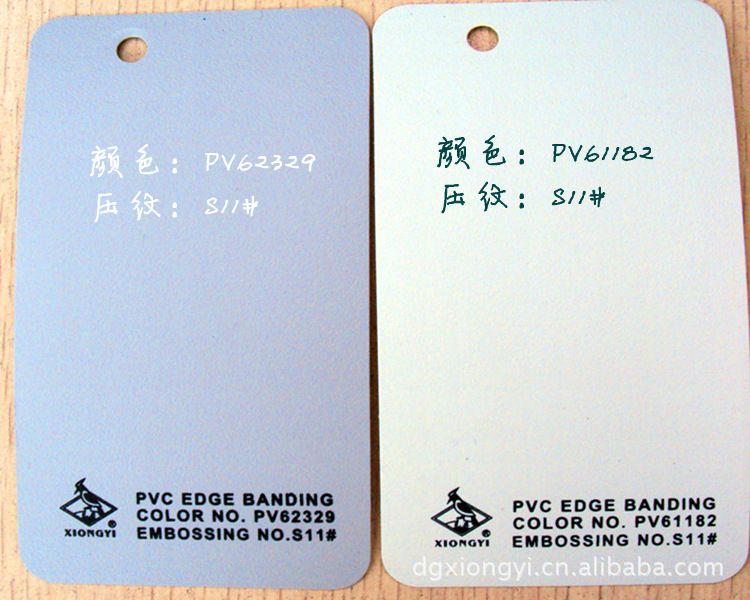 颜色：PV62329
压纹：S11#
XIONGYI®
PVC EDGE BANDING
COLOR NO. PV62329
EMBOSSING NO.S11#
颜色：PV61182
压纹：S11#
XIONGYI®
PVC EDGE BANDING
COLOR NO. PV61182
EMBOSSING NO.S11#
dgxiongyi.cn.alibaba.com